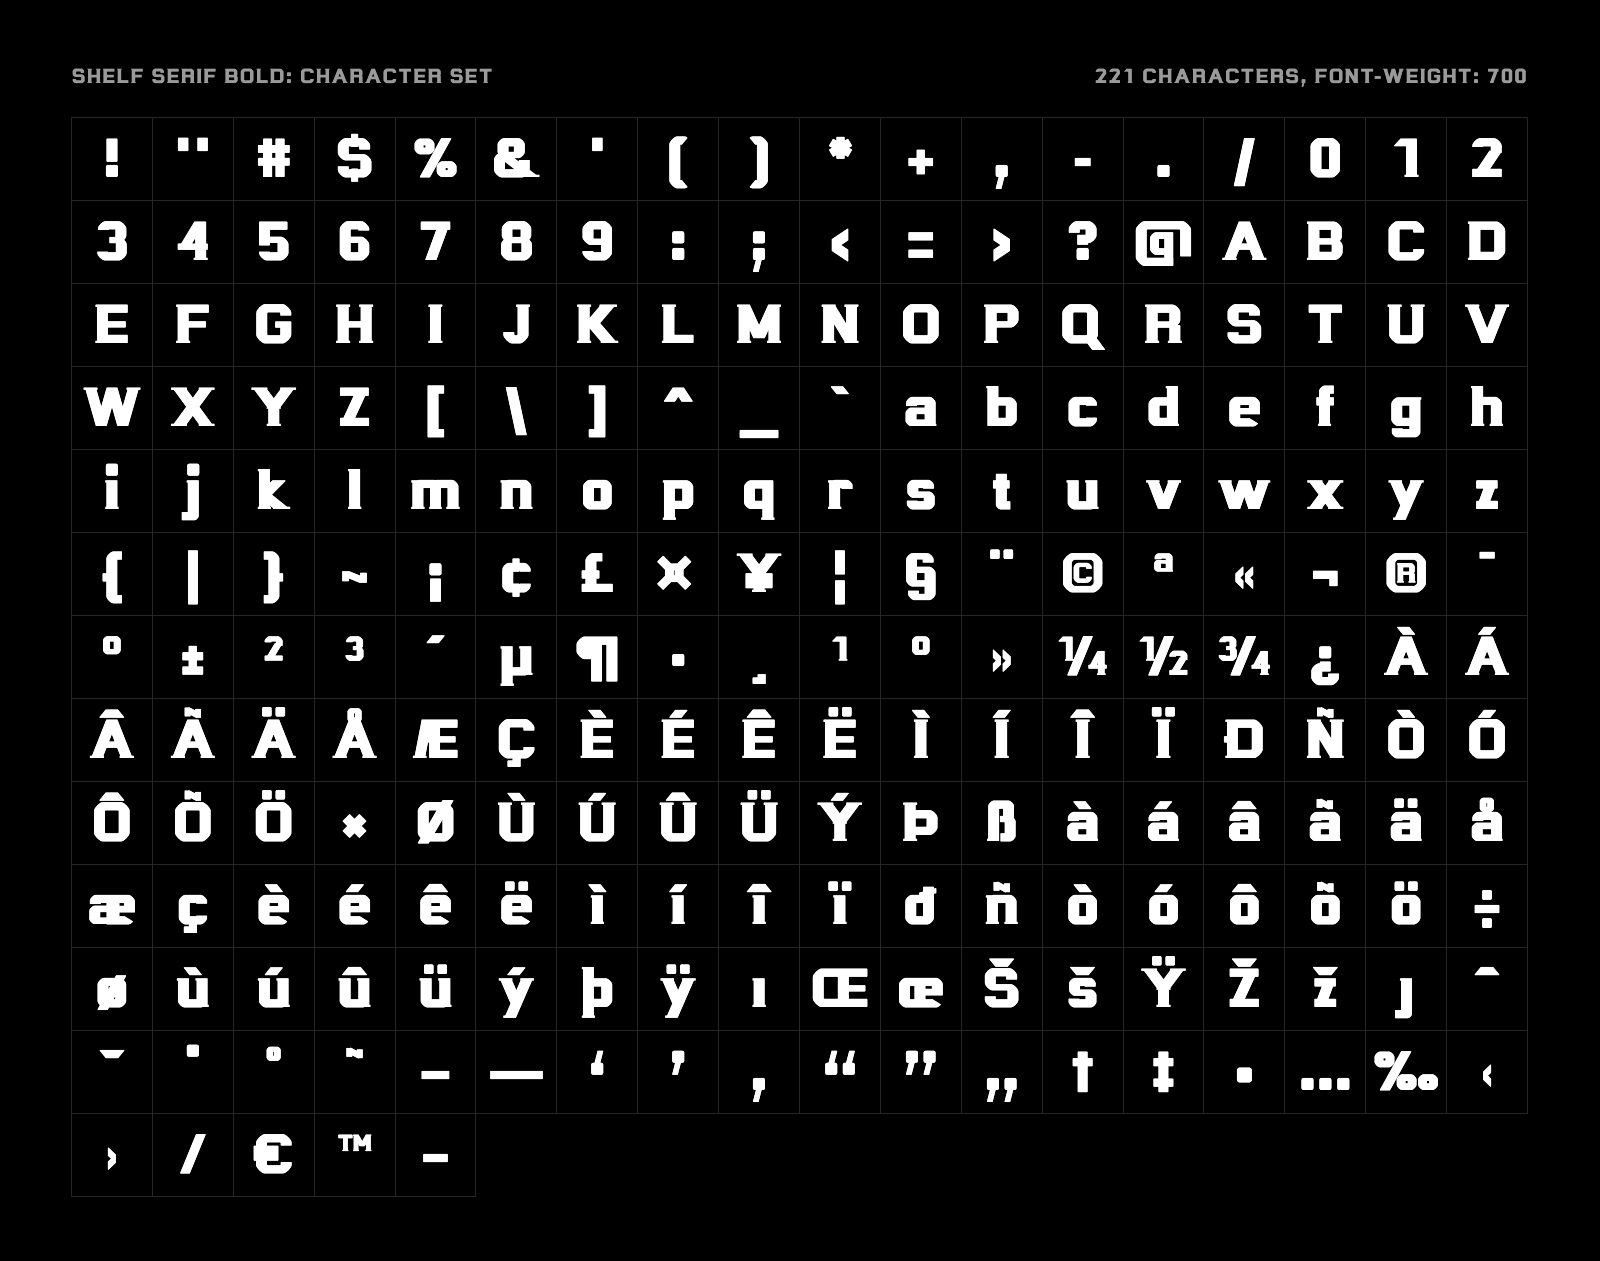 SHELF SERIF BOLD: CHARACTER SET
221 CHARACTERS, FONT-WEIGHT: 700
! " # $ % & ' ( ) * + , - . / 0 1 2
3 4 5 6 7 8 9 : ; < = > ? @ A B C D
E F G H I J K L M N O P Q R S T U V
W X Y Z [ \ ] ^ _ ` a b c d e f g h
i j k l m n o p q r s t u v w x y z
{ | } ~ ¡ ¢ £ ¤ ¥ ¦ § ¨ © ª « ¬ ® ¯
° ± ² ³ ´ µ ¶ · ¸ ¹ º » ¼ ½ ¾ ¿ À Á
 à Ä Å Æ Ç È É Ê Ë Ì Í Î Ï Ð Ñ Ò Ó
Ô Õ Ö × Ø Ù Ú Û Ü Ý Þ ß à á â ã ä å
æ ç è é ê ë ì í î ï ð ñ ò ó ô õ ö ÷
ø ù ú û ü ý þ ÿ ı Œ œ Š š Ÿ Ž ž ȷ ˆ
ˇ ˙ ˚ ˜ – — ‘ ’ ‚ “ ” „ † ‡ • … ‰ ‹
› ⁄ € ™ −